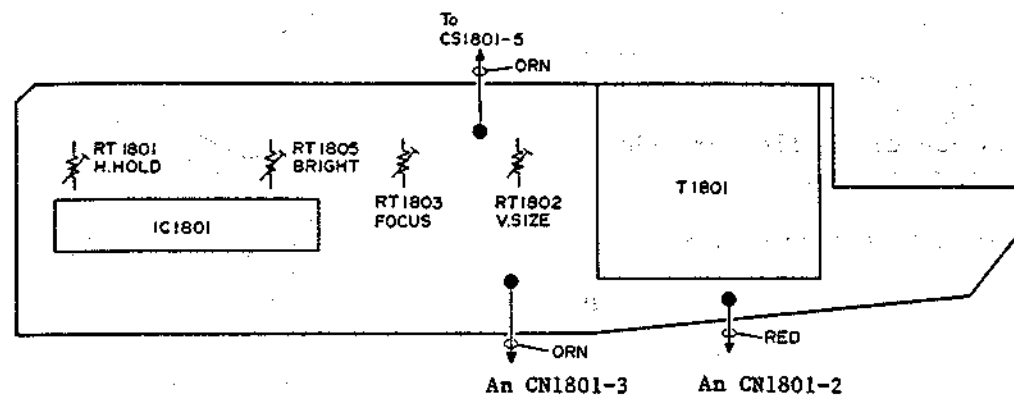 To
CS1801-5
ORN
RT1801
H.HOLD
RT1805
BRIGHT
RT1803
FOCUS
RT1802
V.SIZE
T1801
IC1801
ORN
RED
An CN1801-3
An CN1801-2